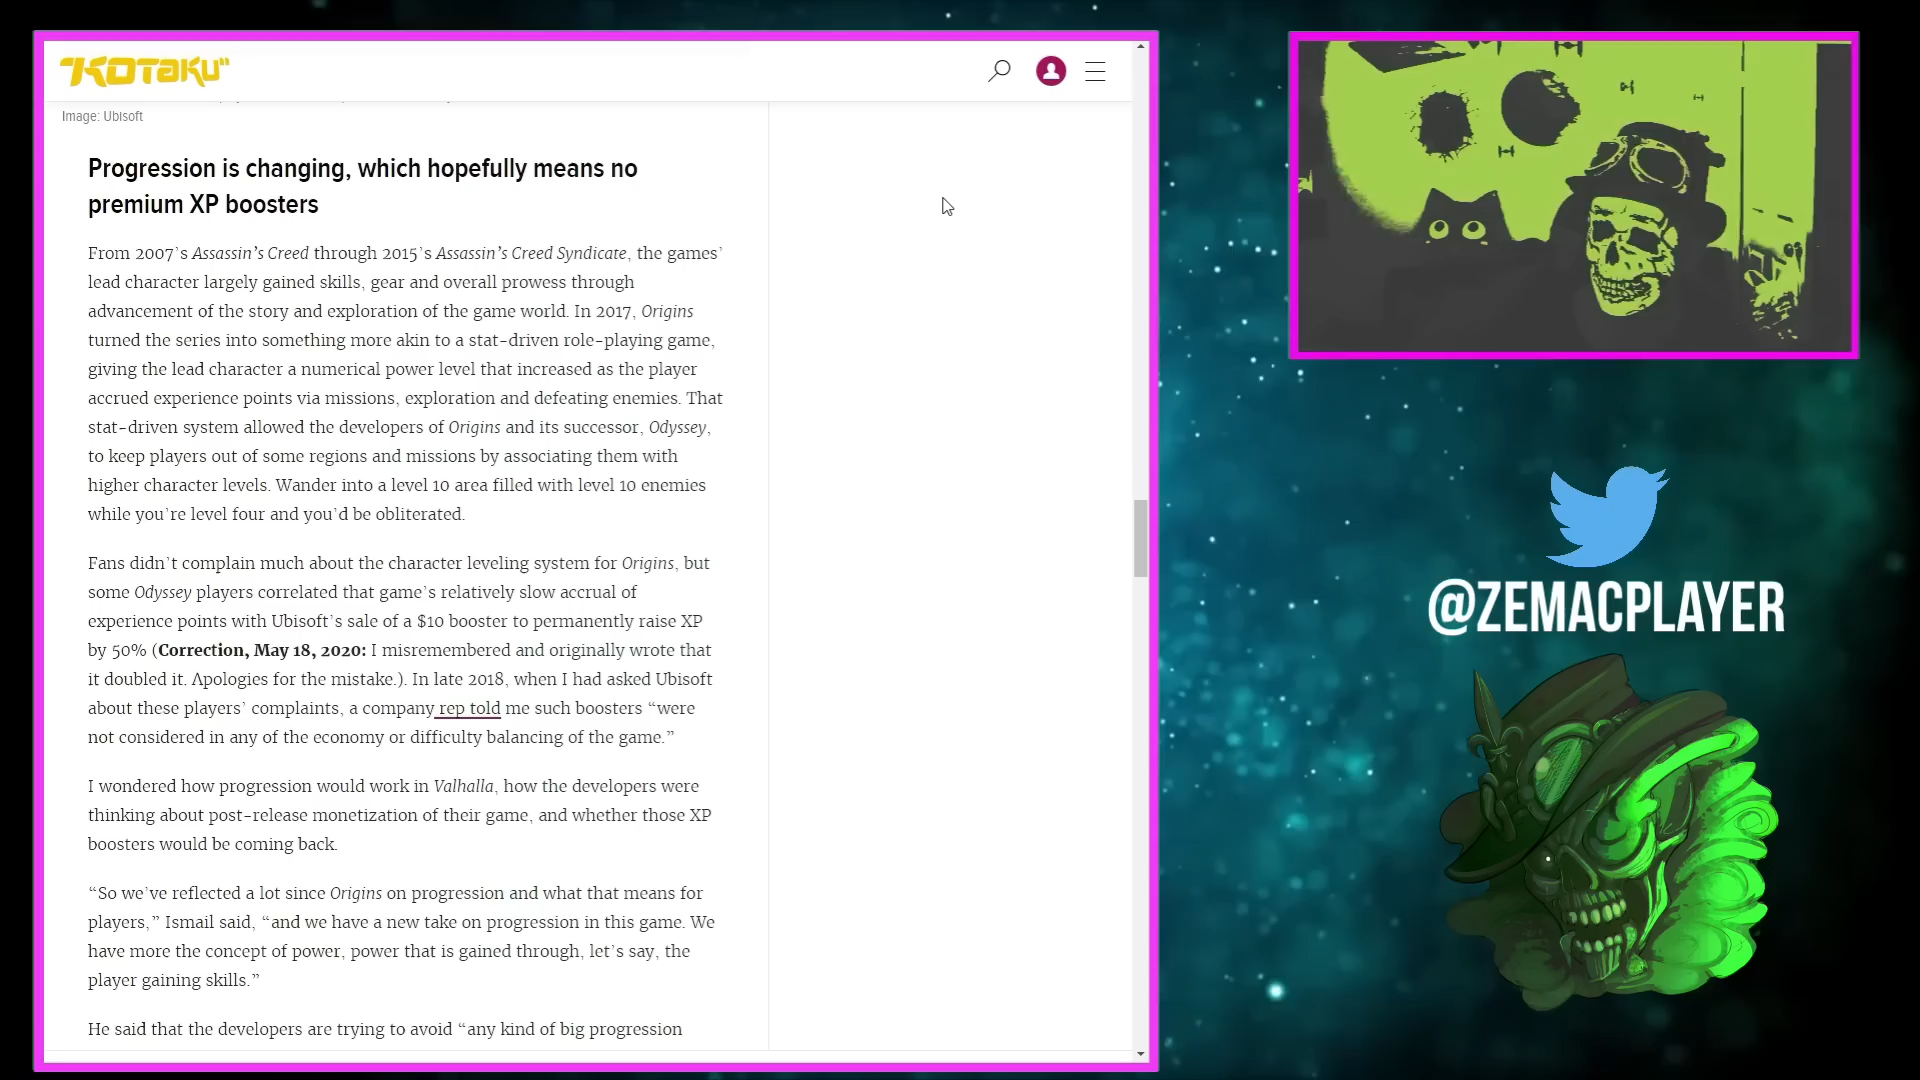 KOTAKU
Image: Ubisoft
Progression is changing, which hopefully means no
premium XP boosters
From 2007's Assassin's Creed through 2015's Assassin's Creed Syndicate, the games'
lead character largely gained skills, gear and overall prowess through
advancement of the story and exploration of the game world. In 2017, Origins
turned the series into something more akin to a stat-driven role-playing game,
giving the lead character a numerical power level that increased as the player
accrued experience points via missions, exploration and defeating enemies. That
stat-driven system allowed the developers of Origins and its successor, Odyssey,
to keep players out of some regions and missions by associating them with
higher character levels. Wander into a level 10 area filled with level 10 enemies
while you're level four and you'd be obliterated.
Fans didn't complain much about the character leveling system for Origins, but
some Odyssey players correlated that game's relatively slow accrual of
experience points with Ubisoft's sale of a $10 booster to permanently raise XP
by 50% (Correction, May 18, 2020: I misremembered and originally wrote that
it doubled it. Apologies for the mistake.). In late 2018, when I had asked Ubisoft
about these players' complaints, a company rep told me such boosters “were
not considered in any of the economy or difficulty balancing of the game.”
I wondered how progression would work in Valhalla, how the developers were
thinking about post-release monetization of their game, and whether those XP
boosters would be coming back.
“So we've reflected a lot since Origins on progression and what that means for
players,” Ismail said, “and we have a new take on progression in this game. We
have more the concept of power, power that is gained through, let's say, the
player gaining skills.”
He said that the developers are trying to avoid “any kind of big progression
@ZEMACPLAYER